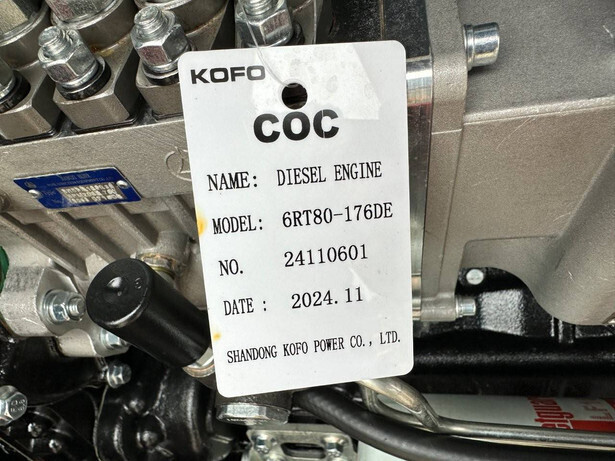 KOFO
COC
NAME: DIESEL ENGINE
MODEL: 6RT80-176DE
NO. 24110601
DATE : 2024.11
SHANDONG KOFO POWER CO., LTD.